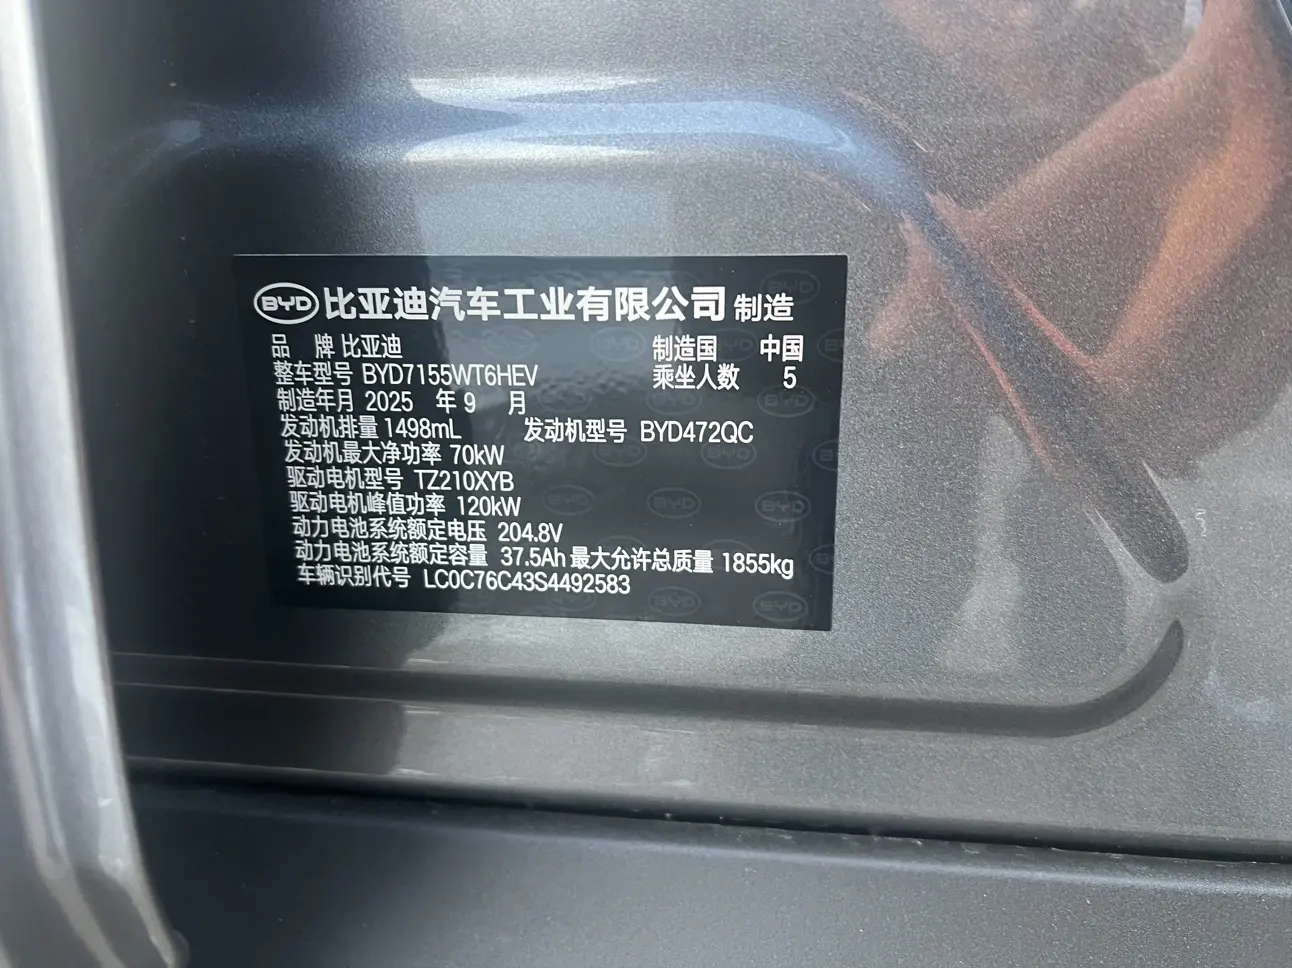 BYD 比亚迪汽车工业有限公司 制造
品 牌 比亚迪 制造国 中国
整车型号 BYD7155WT6HEV 乘坐人数 5
制造年月 2025 年 9 月
发动机排量 1498mL 发动机型号 BYD472QC
发动机最大净功率 70kW
驱动电机型号 TZ210XYB
驱动电机峰值功率 120kW
动力电池系统额定电压 204.8V
动力电池系统额定容量 37.5Ah 最大允许总质量 1855kg
车辆识别代号 LC0C76C43S4492583